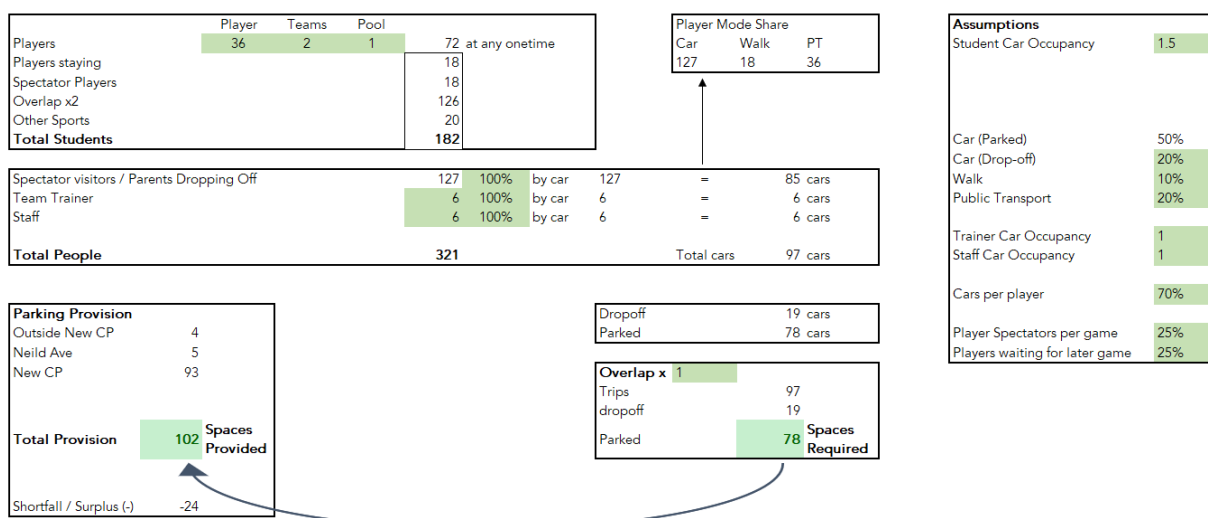 Player Teams Pool
Players 36 2 1 72 at any onetime
Players staying 18
Spectator Players 18
Overlap x2 126
Other Sports 20
Total Students 182
Player Mode Share
Car Walk PT
127 18 36
Assumptions
Student Car Occupancy 1.5
Car (Parked) 50%
Car (Drop-off) 20%
Walk 10%
Public Transport 20%
Trainer Car Occupancy 1
Staff Car Occupancy 1
Cars per player 70%
Player Spectators per game 25%
Players waiting for later game 25%
Spectator visitors / Parents Dropping Off 127 100% by car 127 = 85 cars
Team Trainer 6 100% by car 6 = 6 cars
Staff 6 100% by car 6 = 6 cars
Total People 321 Total cars 97 cars
Parking Provision
Outside New CP 4
Neild Ave 5
New CP 93
Total Provision 102 Spaces
Provided
Shortfall / Surplus (-) -24
Dropoff 19 cars
Parked 78 cars
Overlap x 1
Trips 97
dropoff 19
Parked 78 Spaces
Required